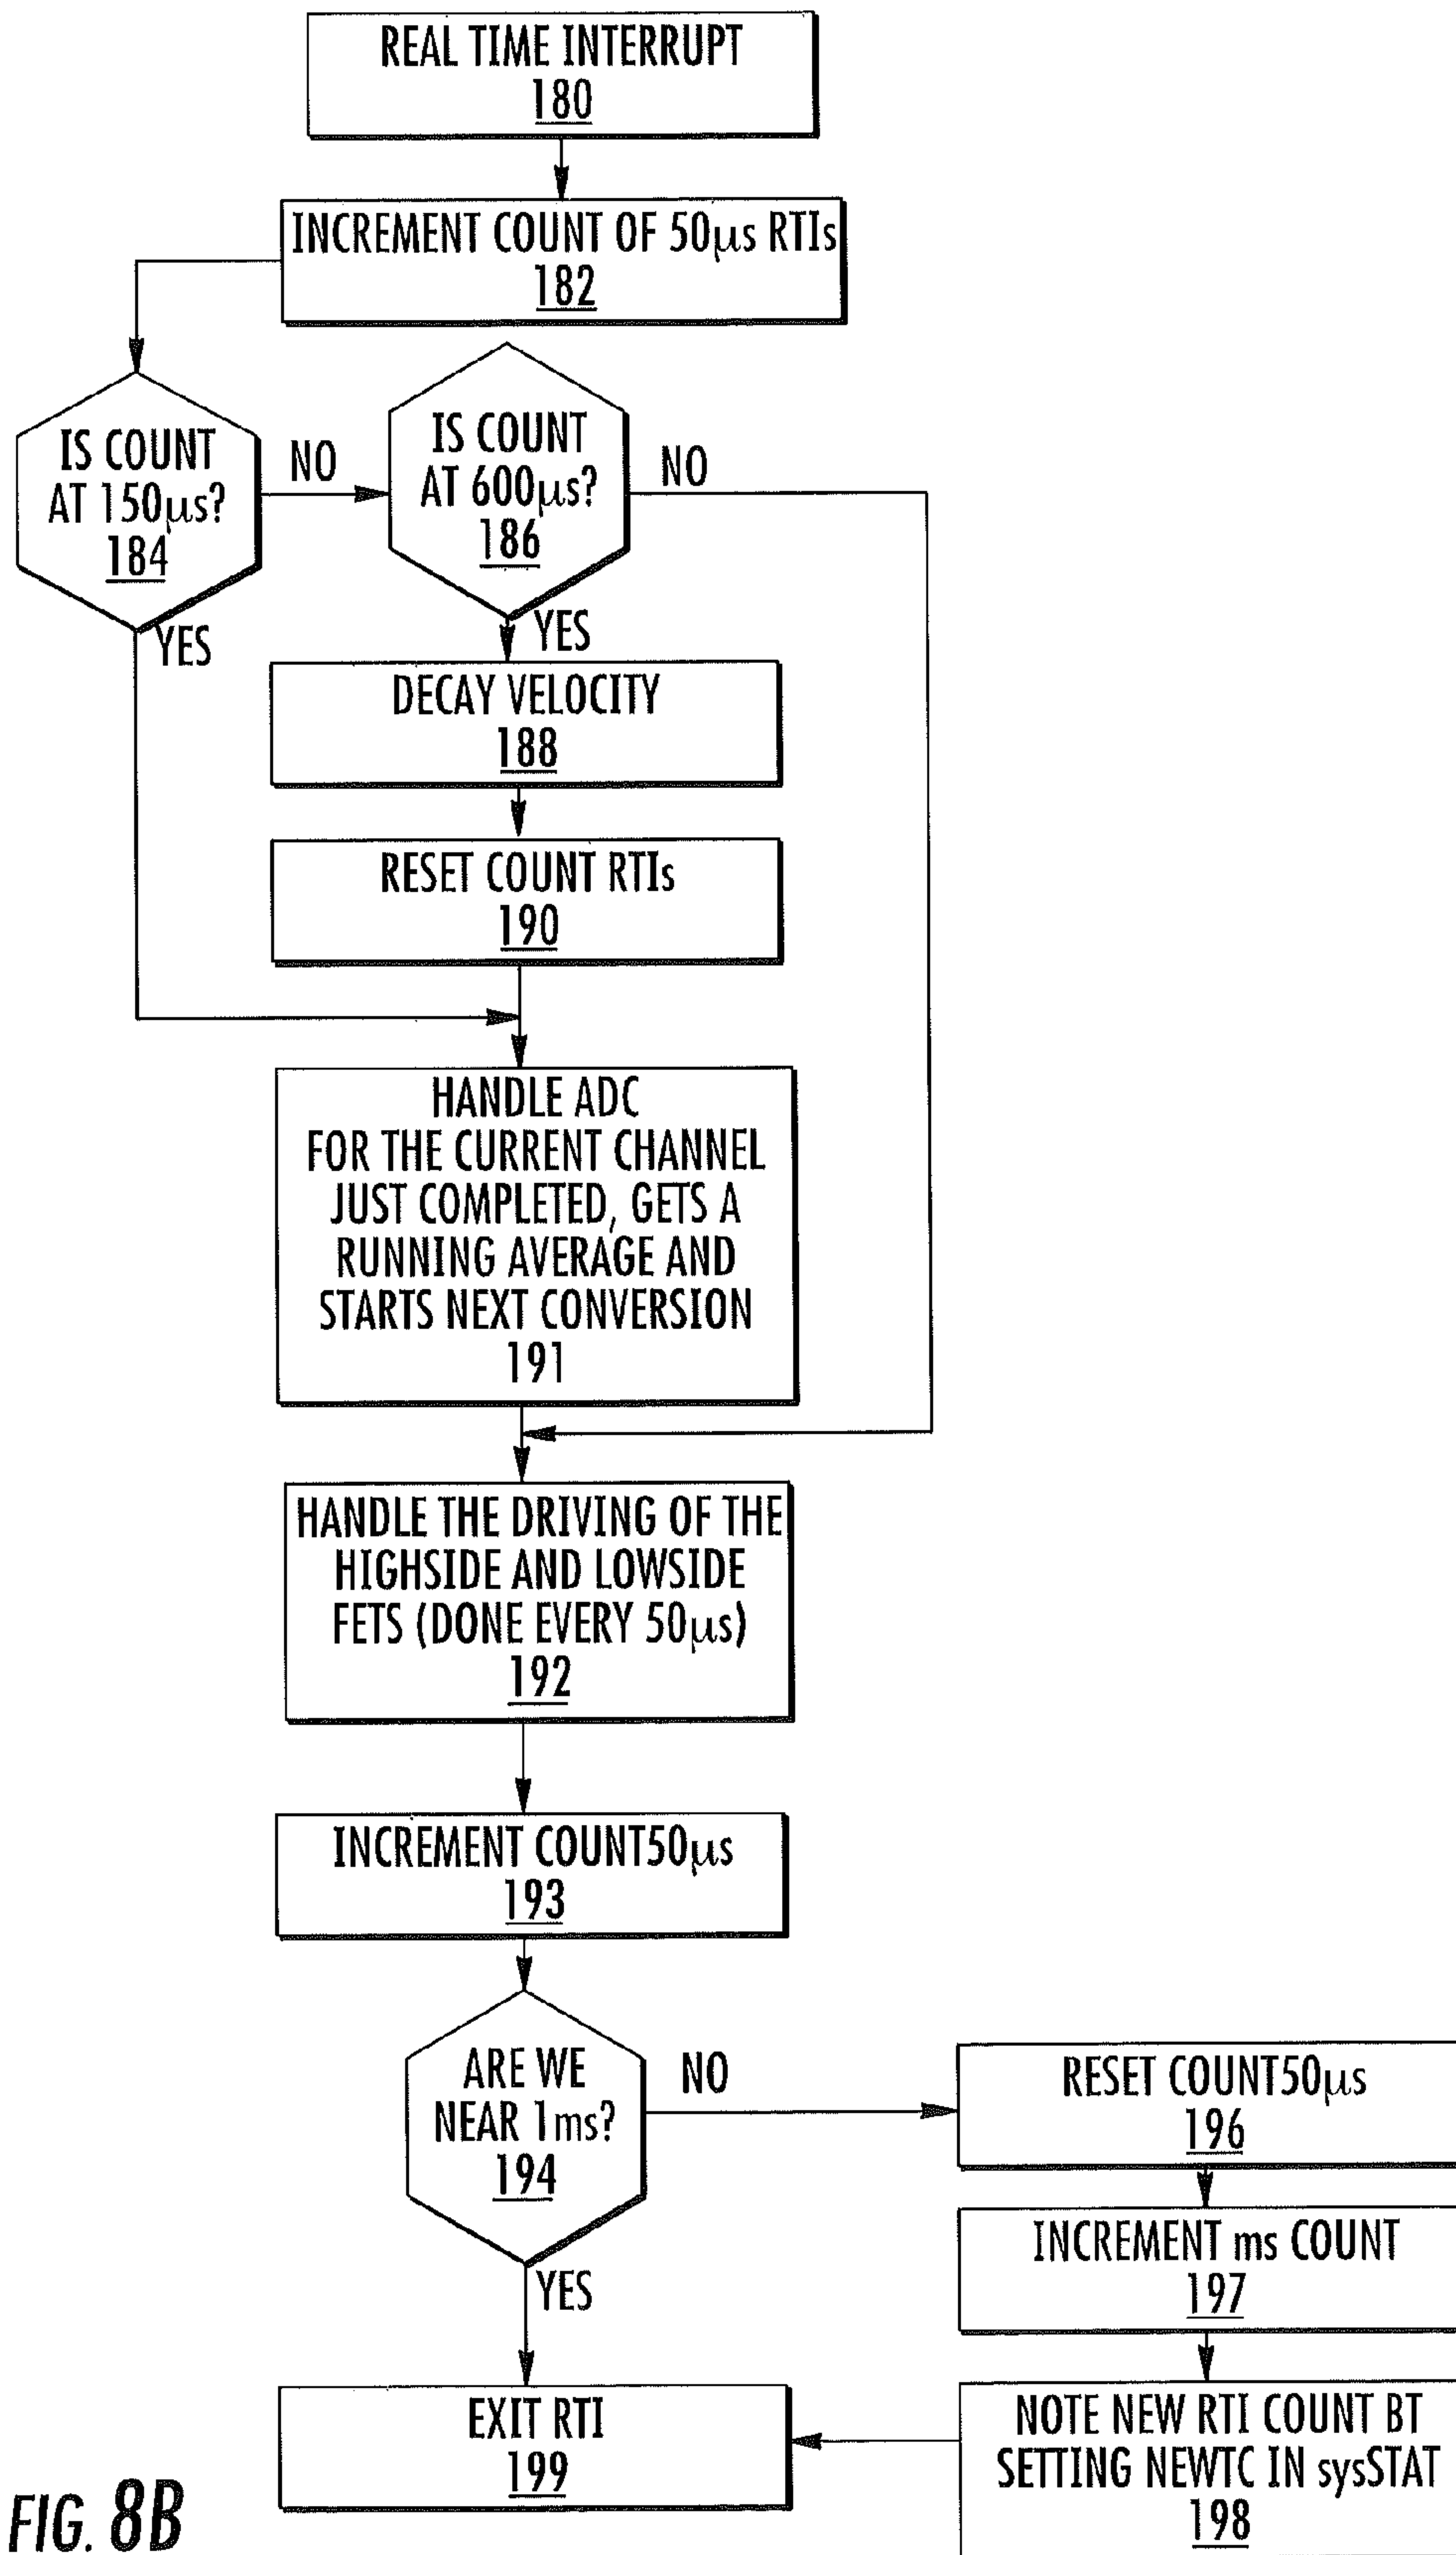 REAL TIME INTERRUPT
180
INCREMENT COUNT OF 50μs RTIs
182
IS COUNT
AT 150μs?
184
NO
YES
IS COUNT
AT 600μs?
186
NO
YES
DECAY VELOCITY
188
RESET COUNT RTIs
190
HANDLE ADC
FOR THE CURRENT CHANNEL
JUST COMPLETED, GETS A
RUNNING AVERAGE AND
STARTS NEXT CONVERSION
191
HANDLE THE DRIVING OF THE
HIGHSIDE AND LOWSIDE
FETS (DONE EVERY 50μs)
192
INCREMENT COUNT50μs
193
ARE WE
NEAR 1ms?
194
NO
YES
RESET COUNT50μs
196
INCREMENT ms COUNT
197
NOTE NEW RTI COUNT BT
SETTING NEWTC IN sysSTAT
198
EXIT RTI
199
FIG. 8B